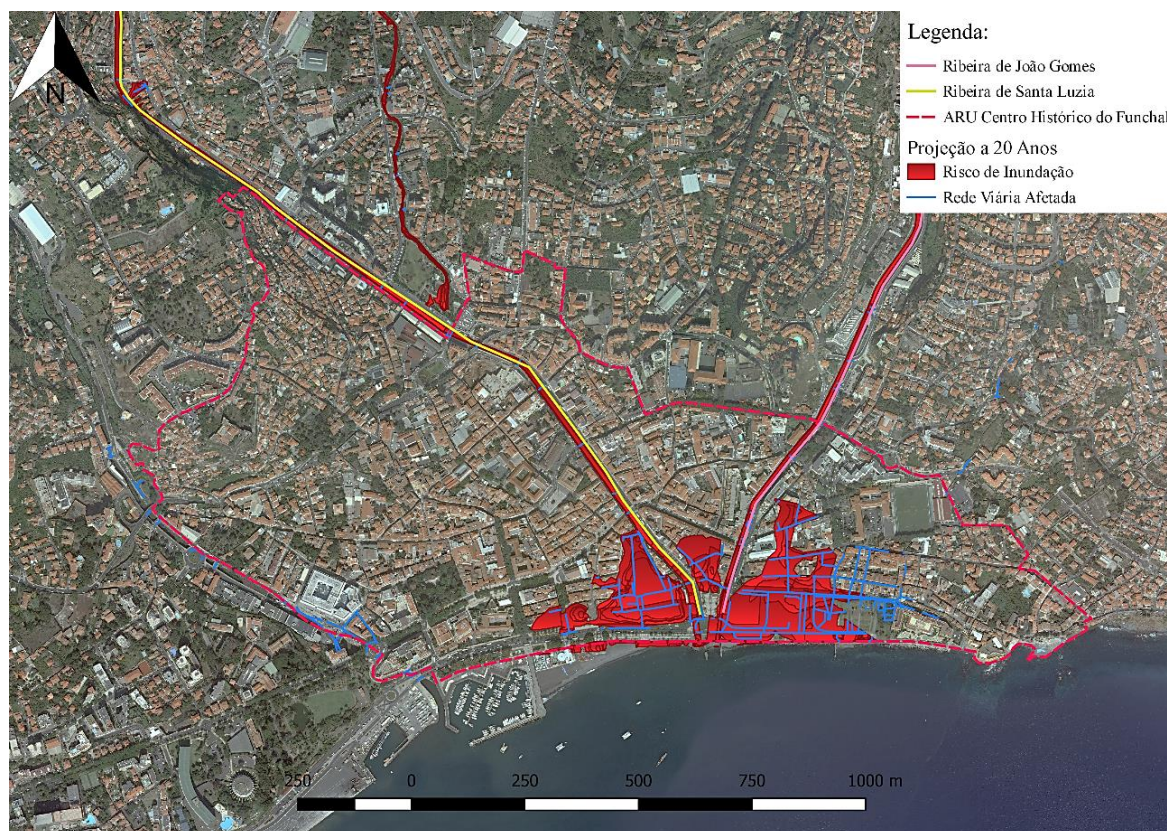 Legenda:
Ribeira de João Gomes
Ribeira de Santa Luzia
ARU Centro Histórico do Funchal
Projeção a 20 Anos
Risco de Inundação
Rede Viária Afetada
N
250 0 250 500 750 1000 m